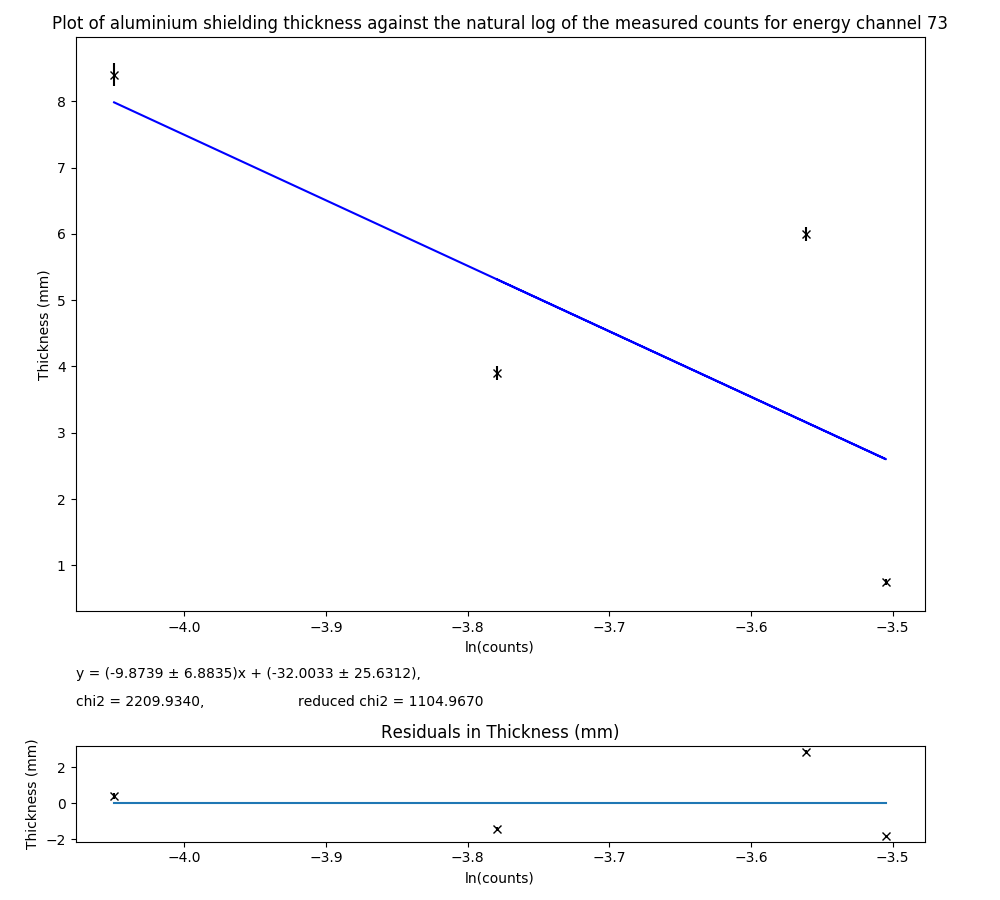 Plot of aluminium shielding thickness against the natural log of the measured counts for energy channel 73
Thickness (mm)
8
7
6
5
4
3
2
1
−4.0 −3.9 −3.8 −3.7 −3.6 −3.5
ln(counts)
y = (-9.8739 ± 6.8835)x + (-32.0033 ± 25.6312),
chi2 = 2209.9340, reduced chi2 = 1104.9670
Residuals in Thickness (mm)
Thickness (mm)
2
0
−2
−4.0 −3.9 −3.8 −3.7 −3.6 −3.5
ln(counts)